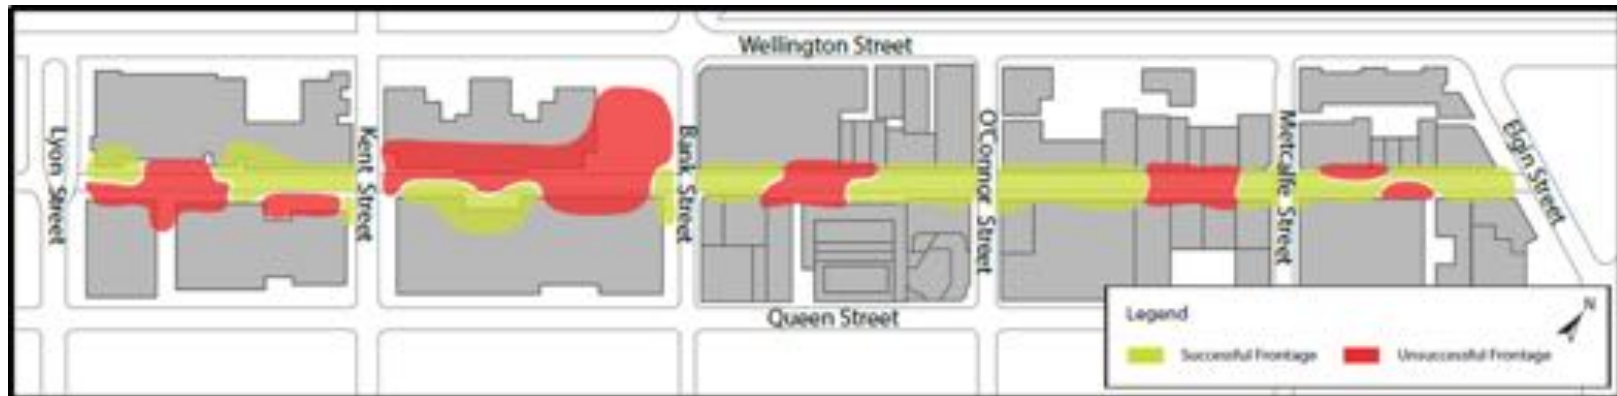 Wellington Street
Lyon Street
Kent Street
Bank Street
O'Connor Street
Metcalfe Street
Elgin Street
Queen Street
Legend
N
Successful Frontage
Unsuccessful Frontage